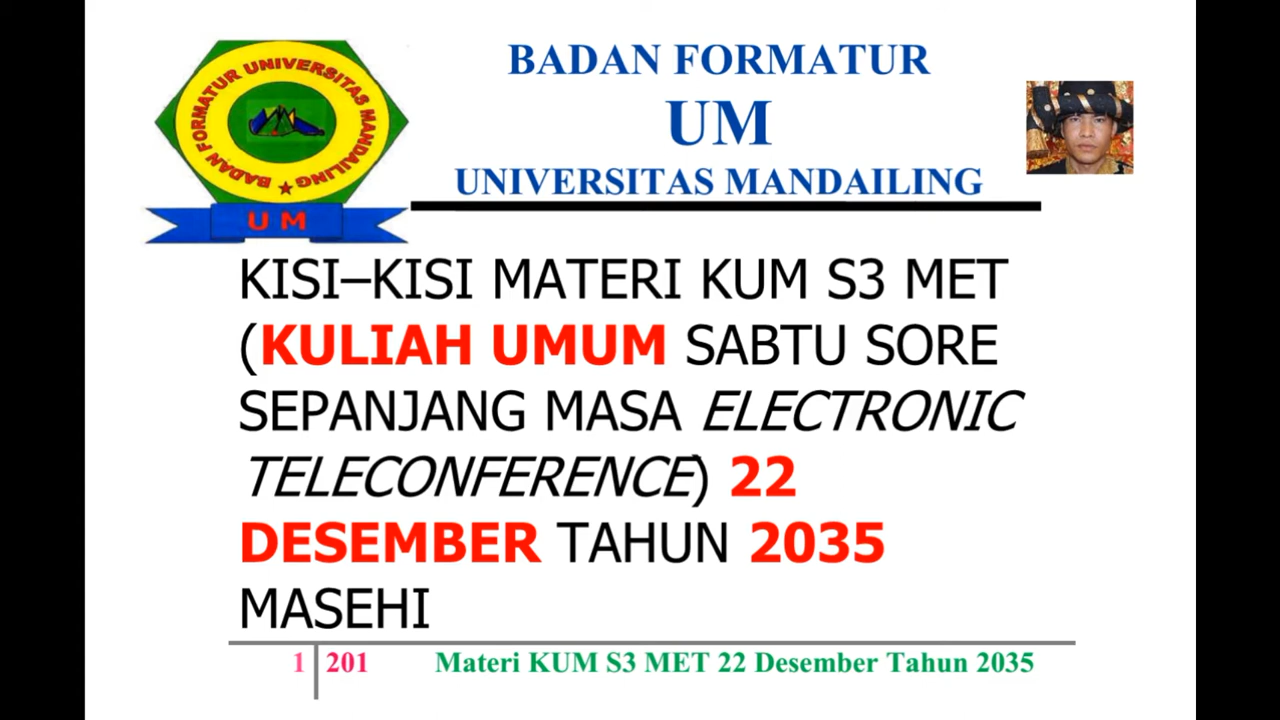 BADAN FORMATUR UNIVERSITAS MANDAILING
U M
BADAN FORMATUR
UM
UNIVERSITAS MANDAILING
KISI–KISI MATERI KUM S3 MET
(KULIAH UMUM SABTU SORE
SEPANJANG MASA ELECTRONIC
TELECONFERENCE) 22
DESEMBER TAHUN 2035
MASEHI
1 201 Materi KUM S3 MET 22 Desember Tahun 2035